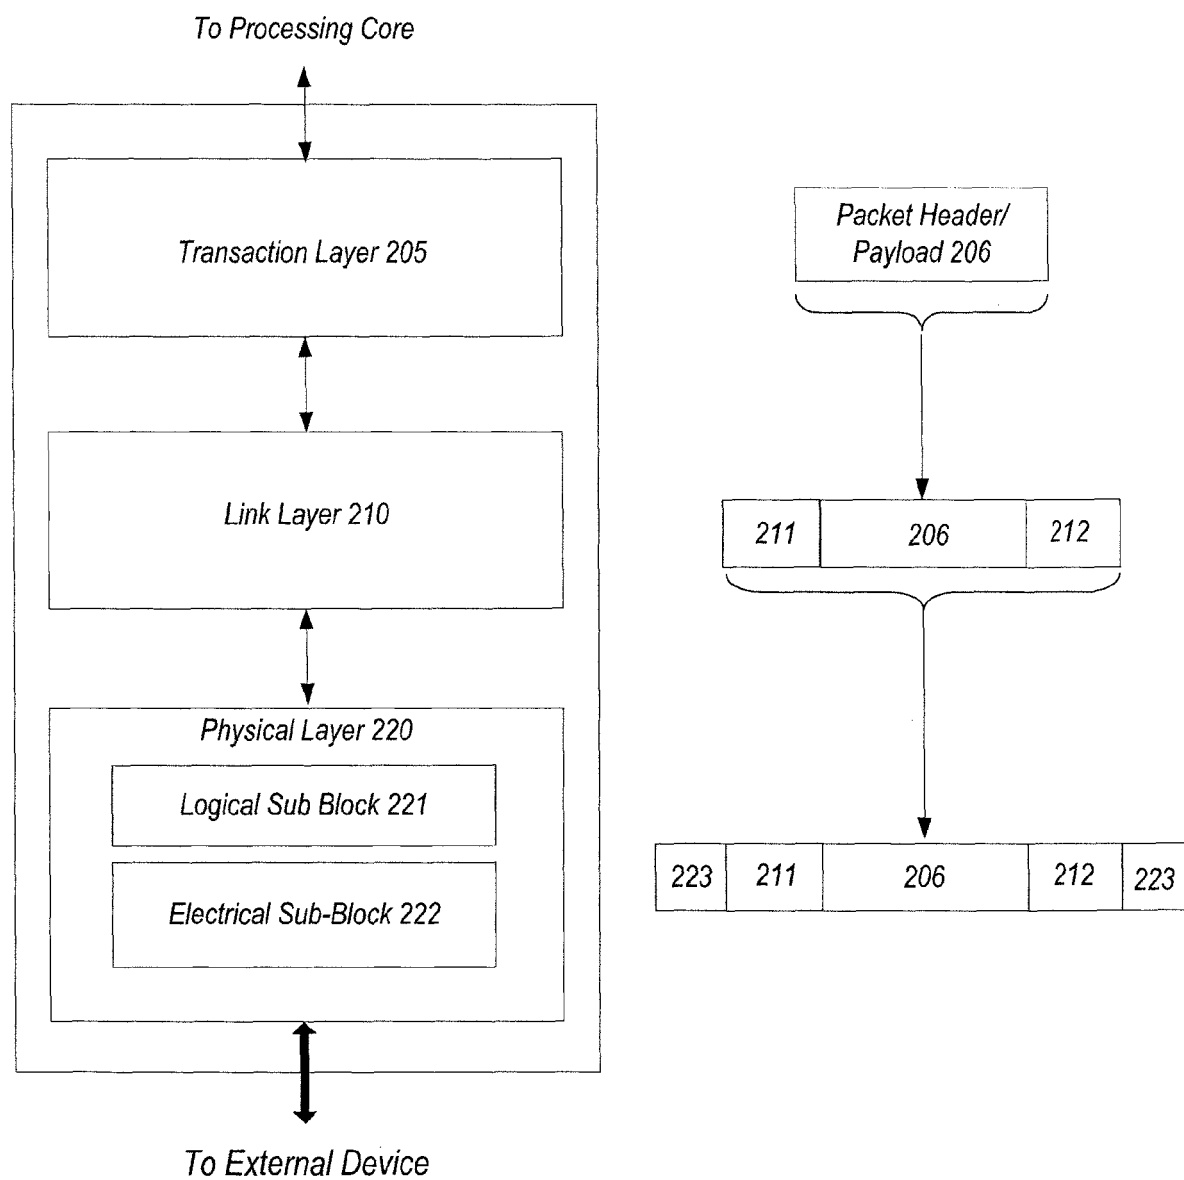 To Processing Core
Transaction Layer 205
Packet Header/
Payload 206
Link Layer 210
211 206 212
Physical Layer 220
Logical Sub Block 221
Electrical Sub-Block 222
223 211 206 212 223
To External Device